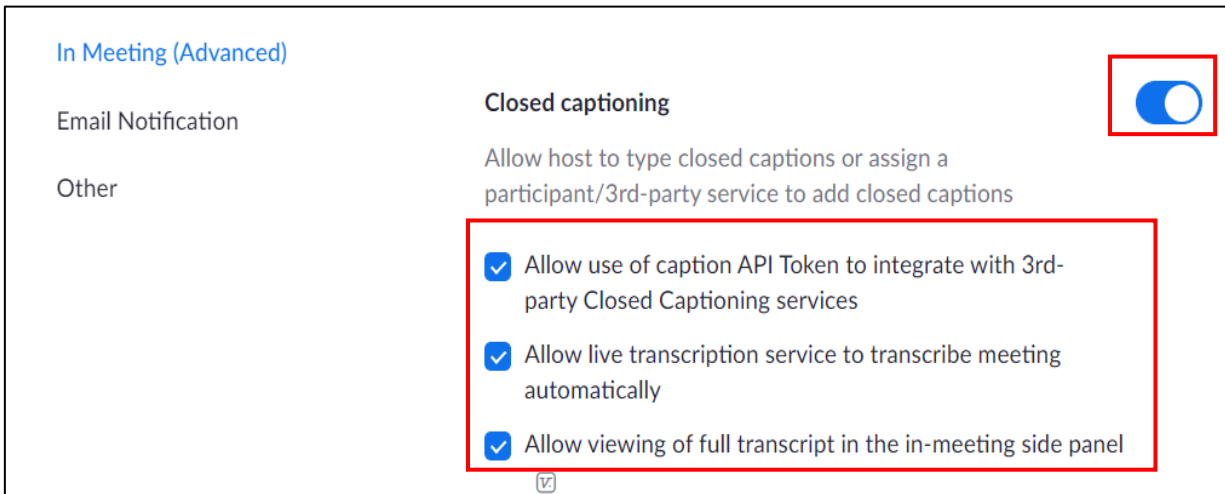 In Meeting (Advanced)
Email Notification
Other
Closed captioning
Allow host to type closed captions or assign a
participant/3rd-party service to add closed captions
Allow use of caption API Token to integrate with 3rd-
party Closed Captioning services
Allow live transcription service to transcribe meeting
automatically
Allow viewing of full transcript in the in-meeting side panel
V.